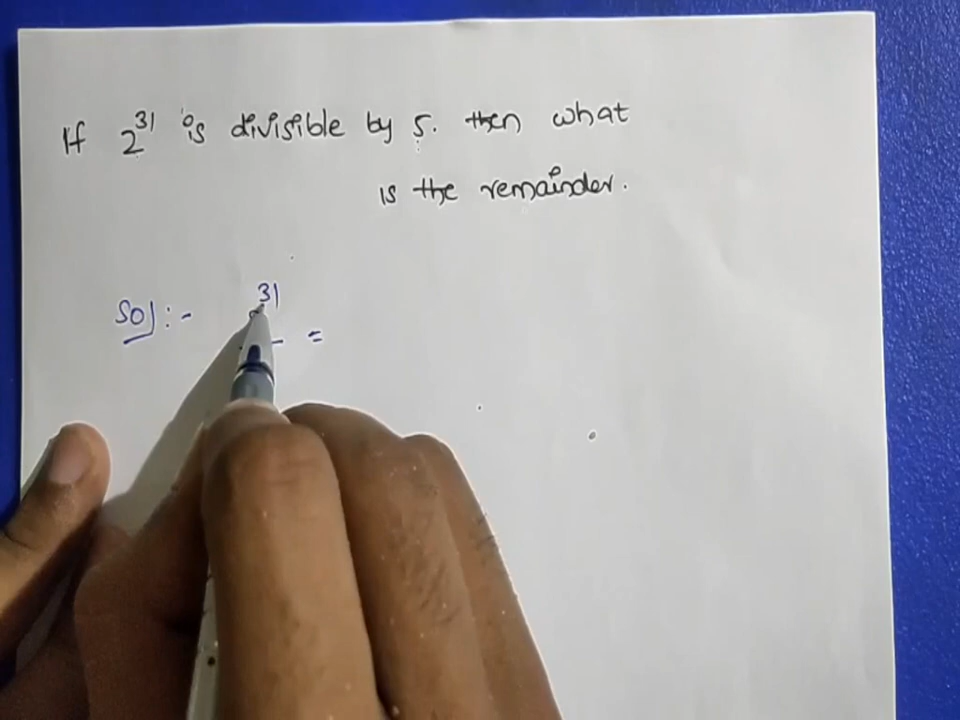 If 2^31 is divisible by 5. then what
is the remainder.
Sol:- 31
=